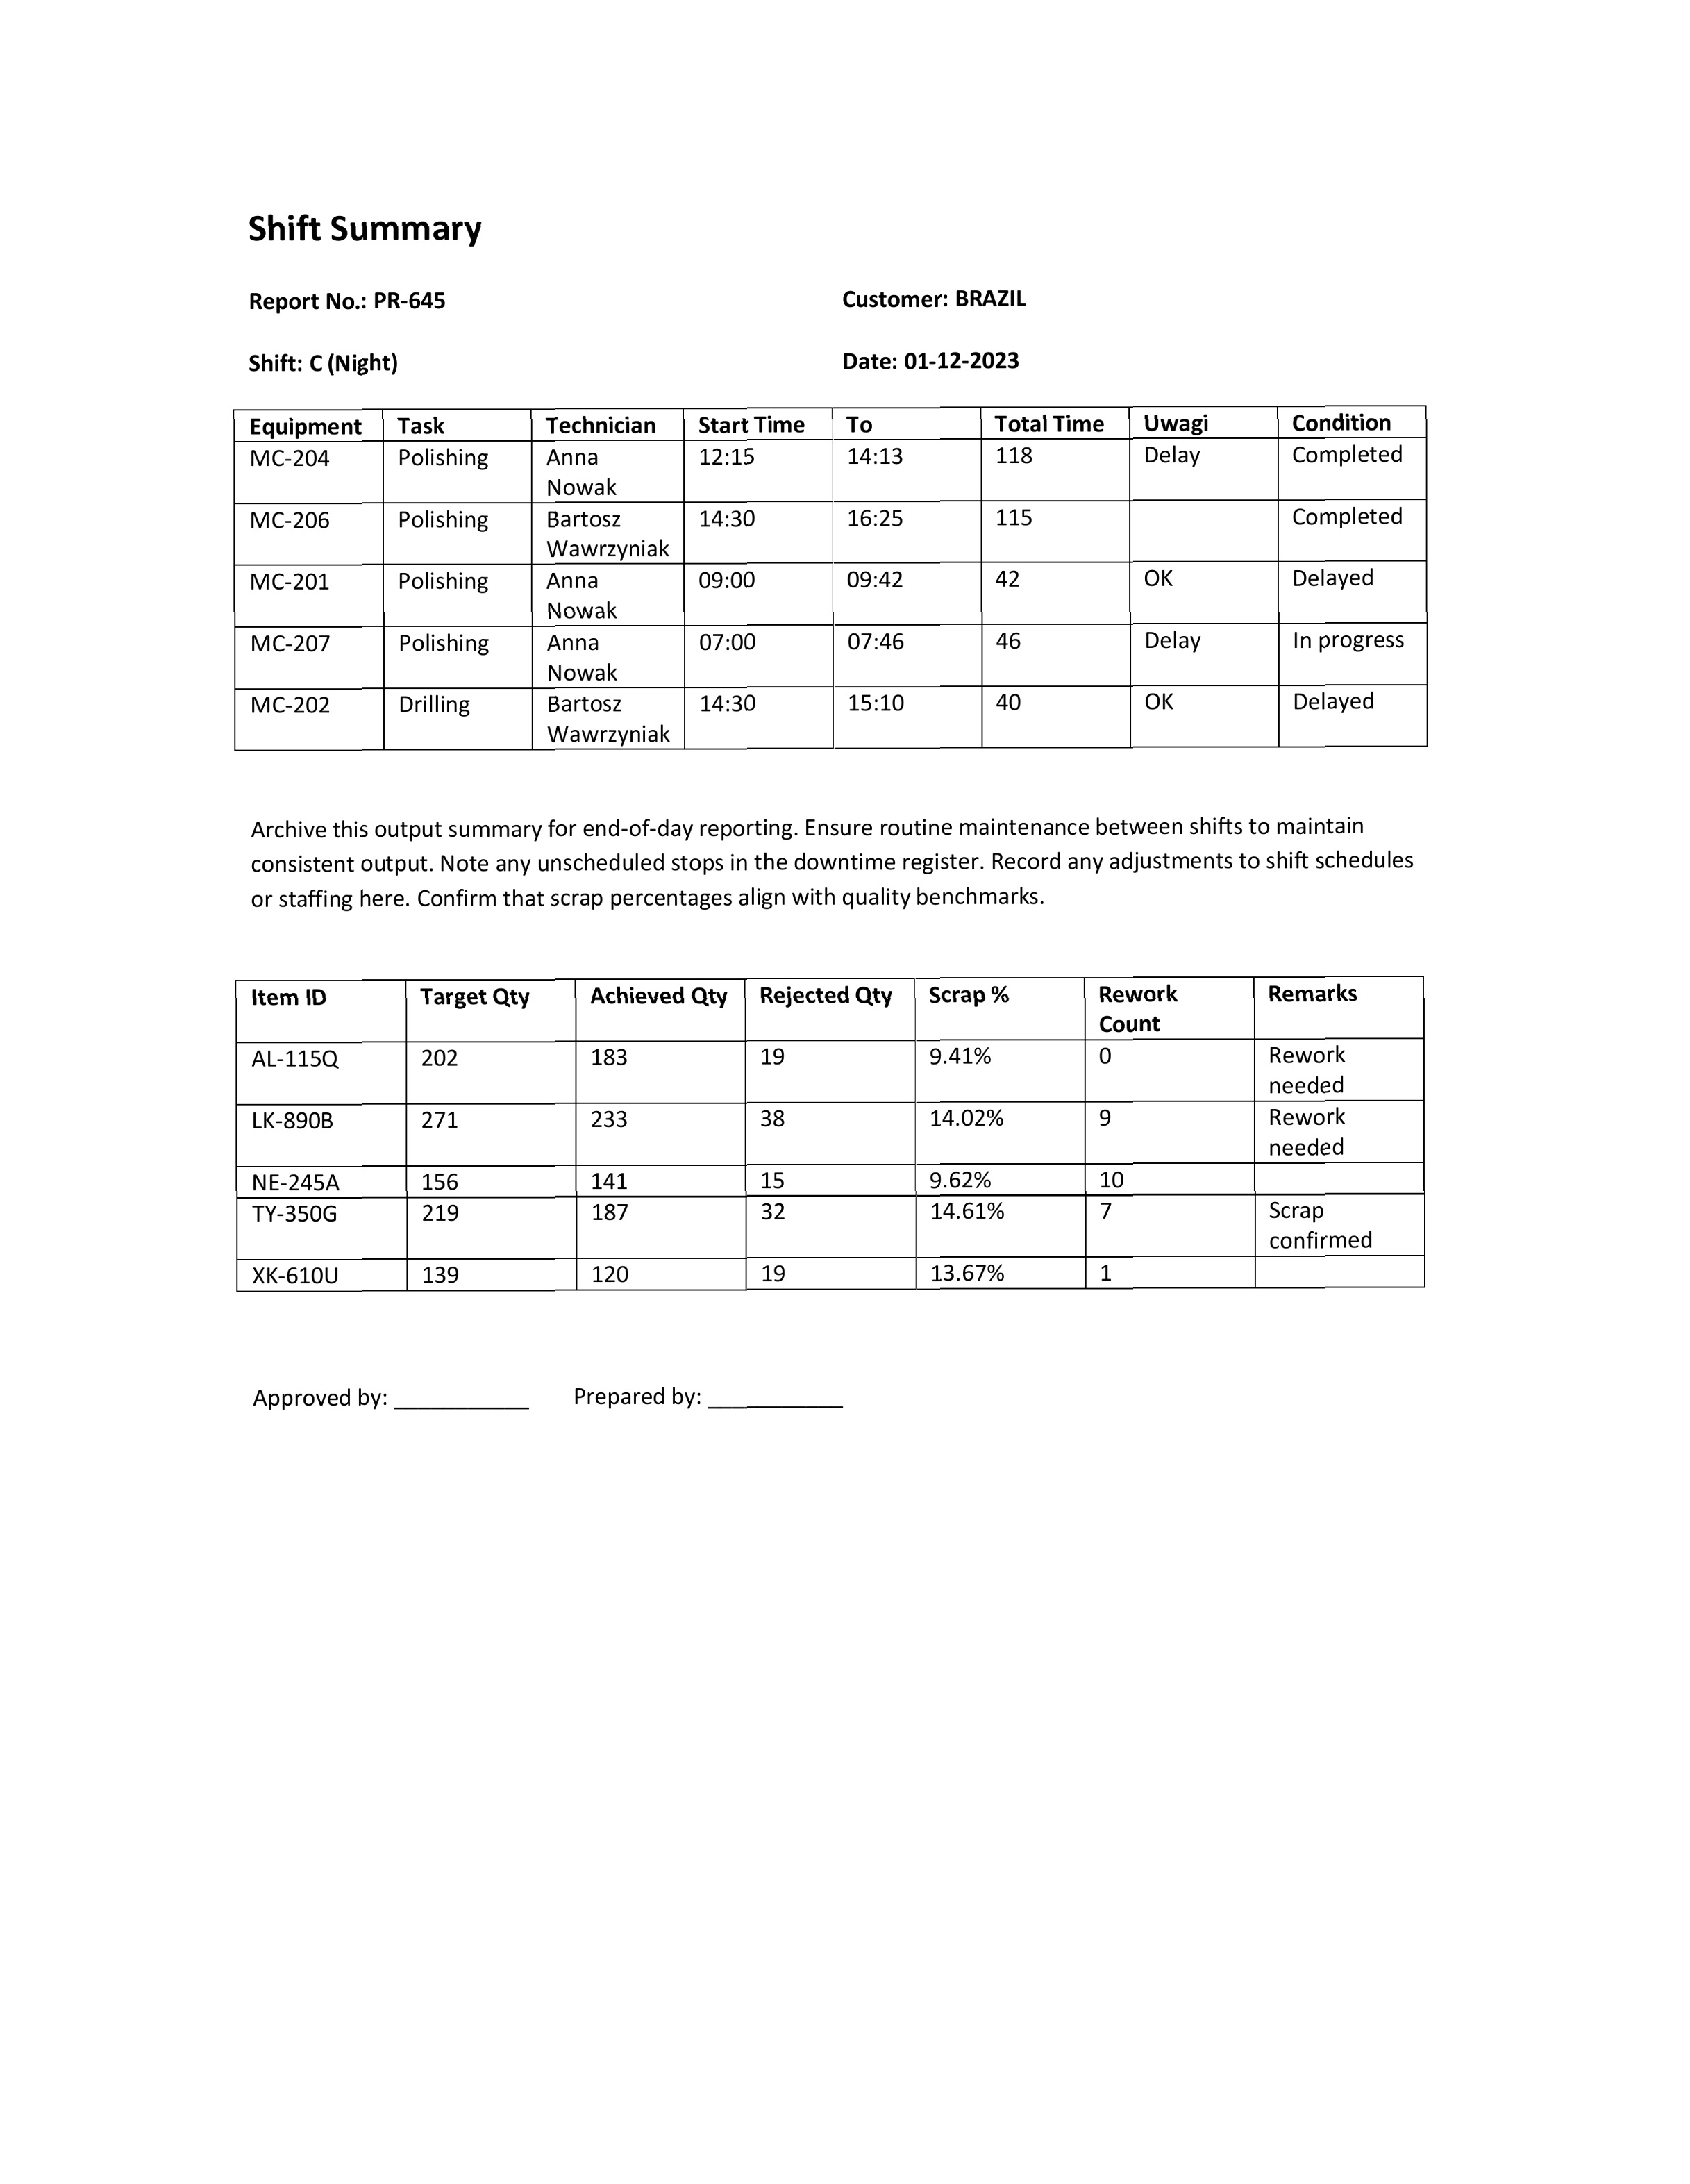 Shift Summary
Report No.: PR-645 Customer: BRAZIL
Shift: C (Night) Date: 01-12-2023
Equipment Task Technician Start Time To Total Time Uwagi Condition
MC-204 Polishing Anna Nowak 12:15 14:13 118 Delay Completed
MC-206 Polishing Bartosz Wawrzyniak 14:30 16:25 115 Completed
MC-201 Polishing Anna Nowak 09:00 09:42 42 OK Delayed
MC-207 Polishing Anna Nowak 07:00 07:46 46 Delay In progress
MC-202 Drilling Bartosz Wawrzyniak 14:30 15:10 40 OK Delayed
Archive this output summary for end-of-day reporting. Ensure routine maintenance between shifts to maintain
consistent output. Note any unscheduled stops in the downtime register. Record any adjustments to shift schedules
or staffing here. Confirm that scrap percentages align with quality benchmarks.
Item ID Target Qty Achieved Qty Rejected Qty Scrap % Rework Count Remarks
AL-115Q 202 183 19 9.41% 0 Rework needed
LK-890B 271 233 38 14.02% 9 Rework needed
NE-245A 156 141 15 9.62% 10
TY-350G 219 187 32 14.61% 7 Scrap confirmed
XK-610U 139 120 19 13.67% 1
Approved by: ___________ Prepared by: ___________